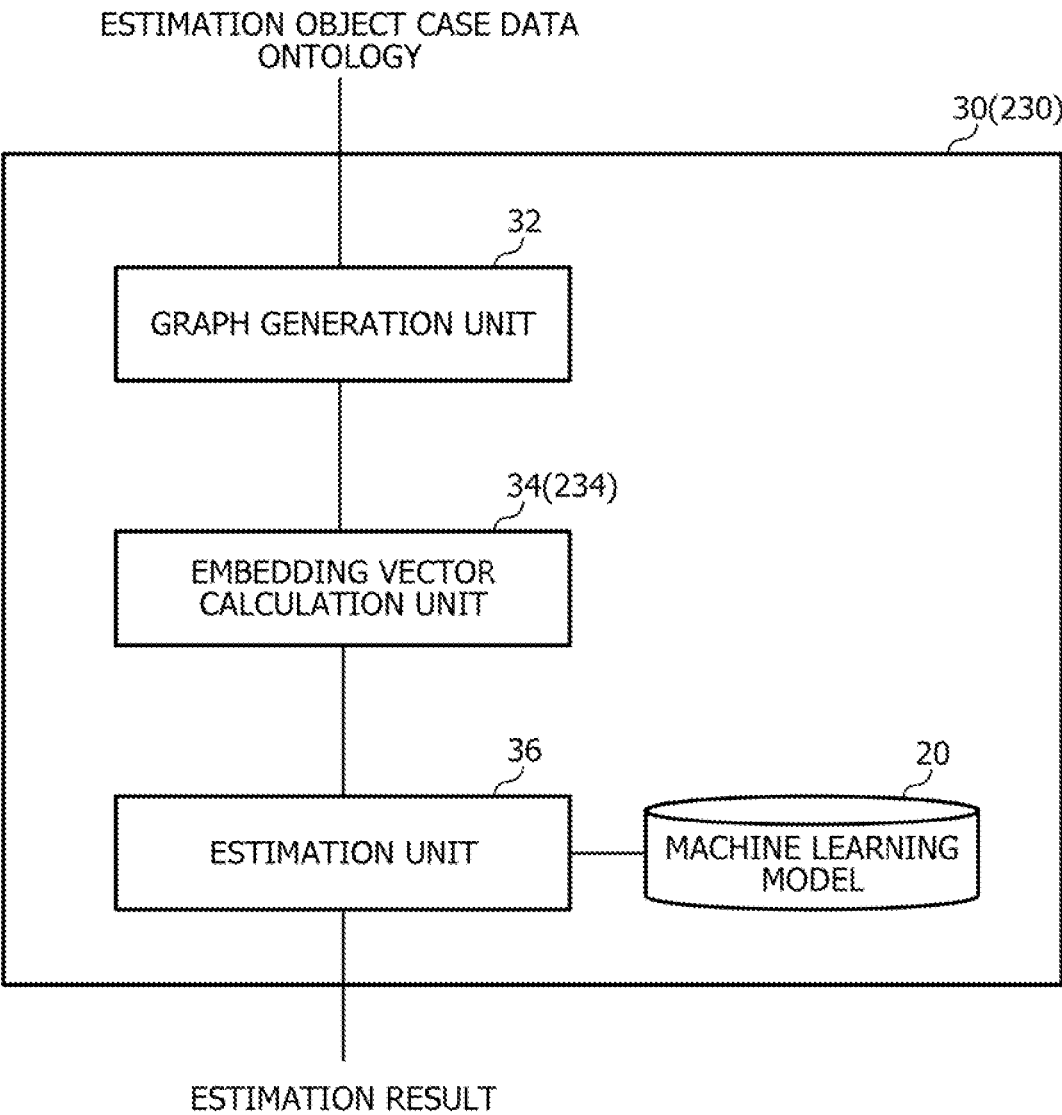 ESTIMATION OBJECT CASE DATA
ONTOLOGY
30(230)
32
GRAPH GENERATION UNIT
34(234)
EMBEDDING VECTOR
CALCULATION UNIT
36
ESTIMATION UNIT
20
MACHINE LEARNING
MODEL
ESTIMATION RESULT